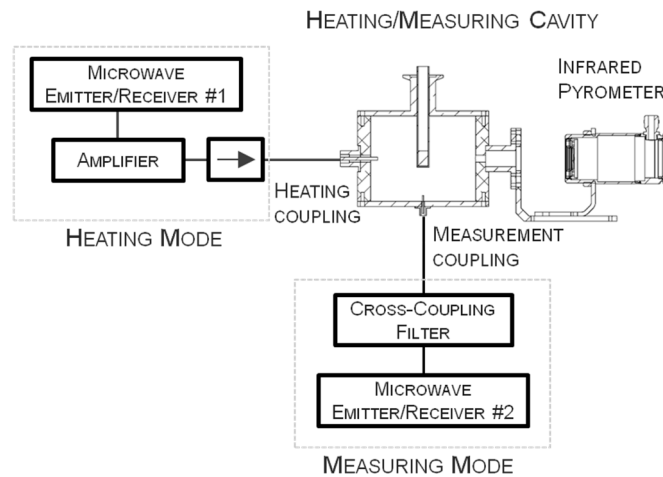 HEATING/MEASURING CAVITY
MICROWAVE
EMITTER/RECEIVER #1
AMPLIFIER
HEATING MODE
HEATING
COUPLING
INFRARED
PYROMETER
MEASUREMENT
COUPLING
CROSS-COUPLING
FILTER
MICROWAVE
EMITTER/RECEIVER #2
MEASURING MODE